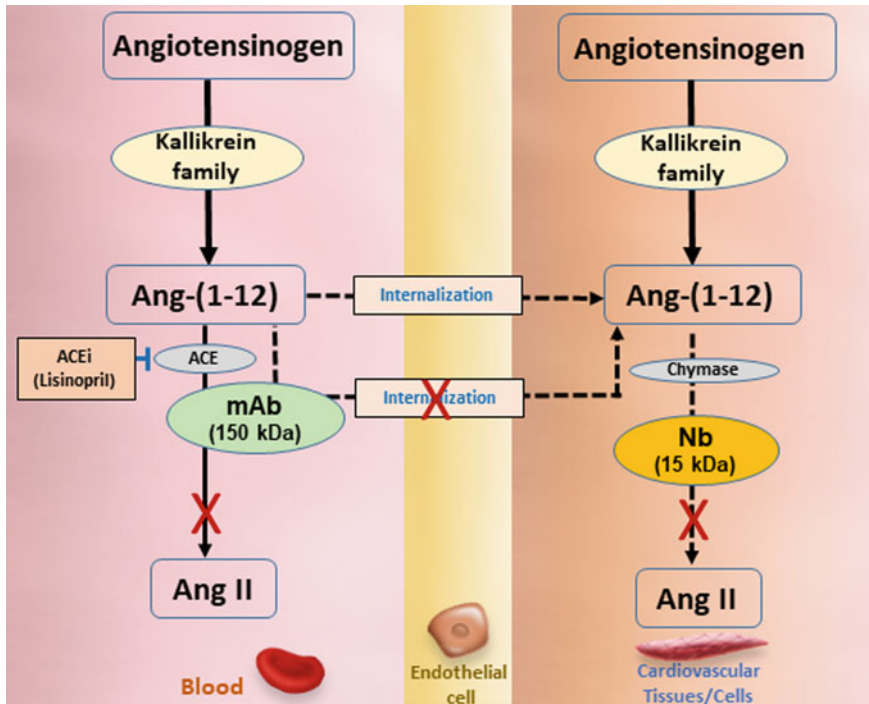 Angiotensinogen
Kallikrein
family
Ang-(1-12)
ACEi
(Lisinopril)
ACE
mAb
(150 kDa)
X
Ang II
Blood
Internalization
Internalization
X
Endothelial
cell
Angiotensinogen
Kallikrein
family
Ang-(1-12)
Chymase
Nb
(15 kDa)
X
Ang II
Cardiovascular
Tissues/Cells